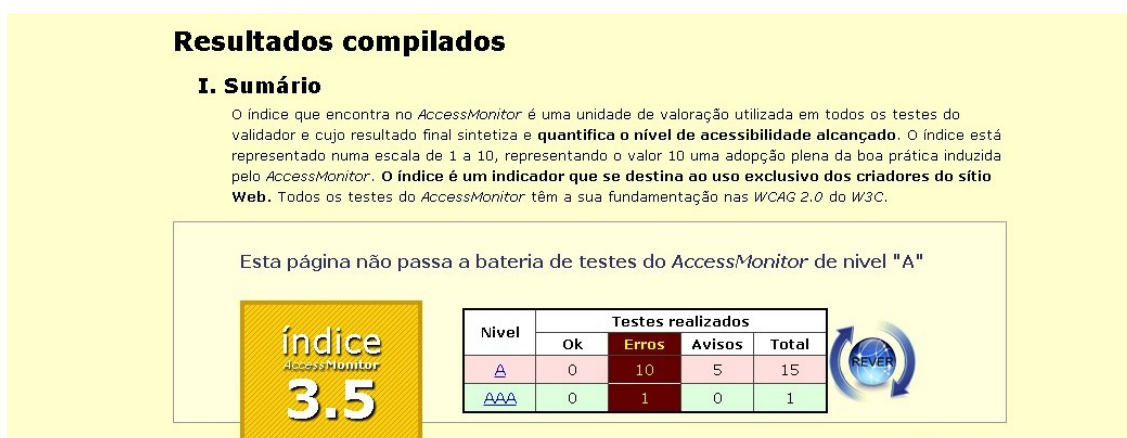 Resultados compilados
I. Sumário
O índice que encontra no AccessMonitor é uma unidade de valoração utilizada em todos os testes do
validador e cujo resultado final sintetiza e quantifica o nível de acessibilidade alcançado. O índice está
representado numa escala de 1 a 10, representando o valor 10 uma adopção plena da boa prática induzida
pelo AccessMonitor. O índice é um indicador que se destina ao uso exclusivo dos criadores do sítio
Web. Todos os testes do AccessMonitor têm a sua fundamentação nas WCAG 2.0 do W3C.
Esta página não passa a bateria de testes do AccessMonitor de nivel "A"
índice
AccessMonitor
3.5
Nivel Testes realizados
Ok Erros Avisos Total
A 0 10 5 15
AAA 0 1 0 1
REVER